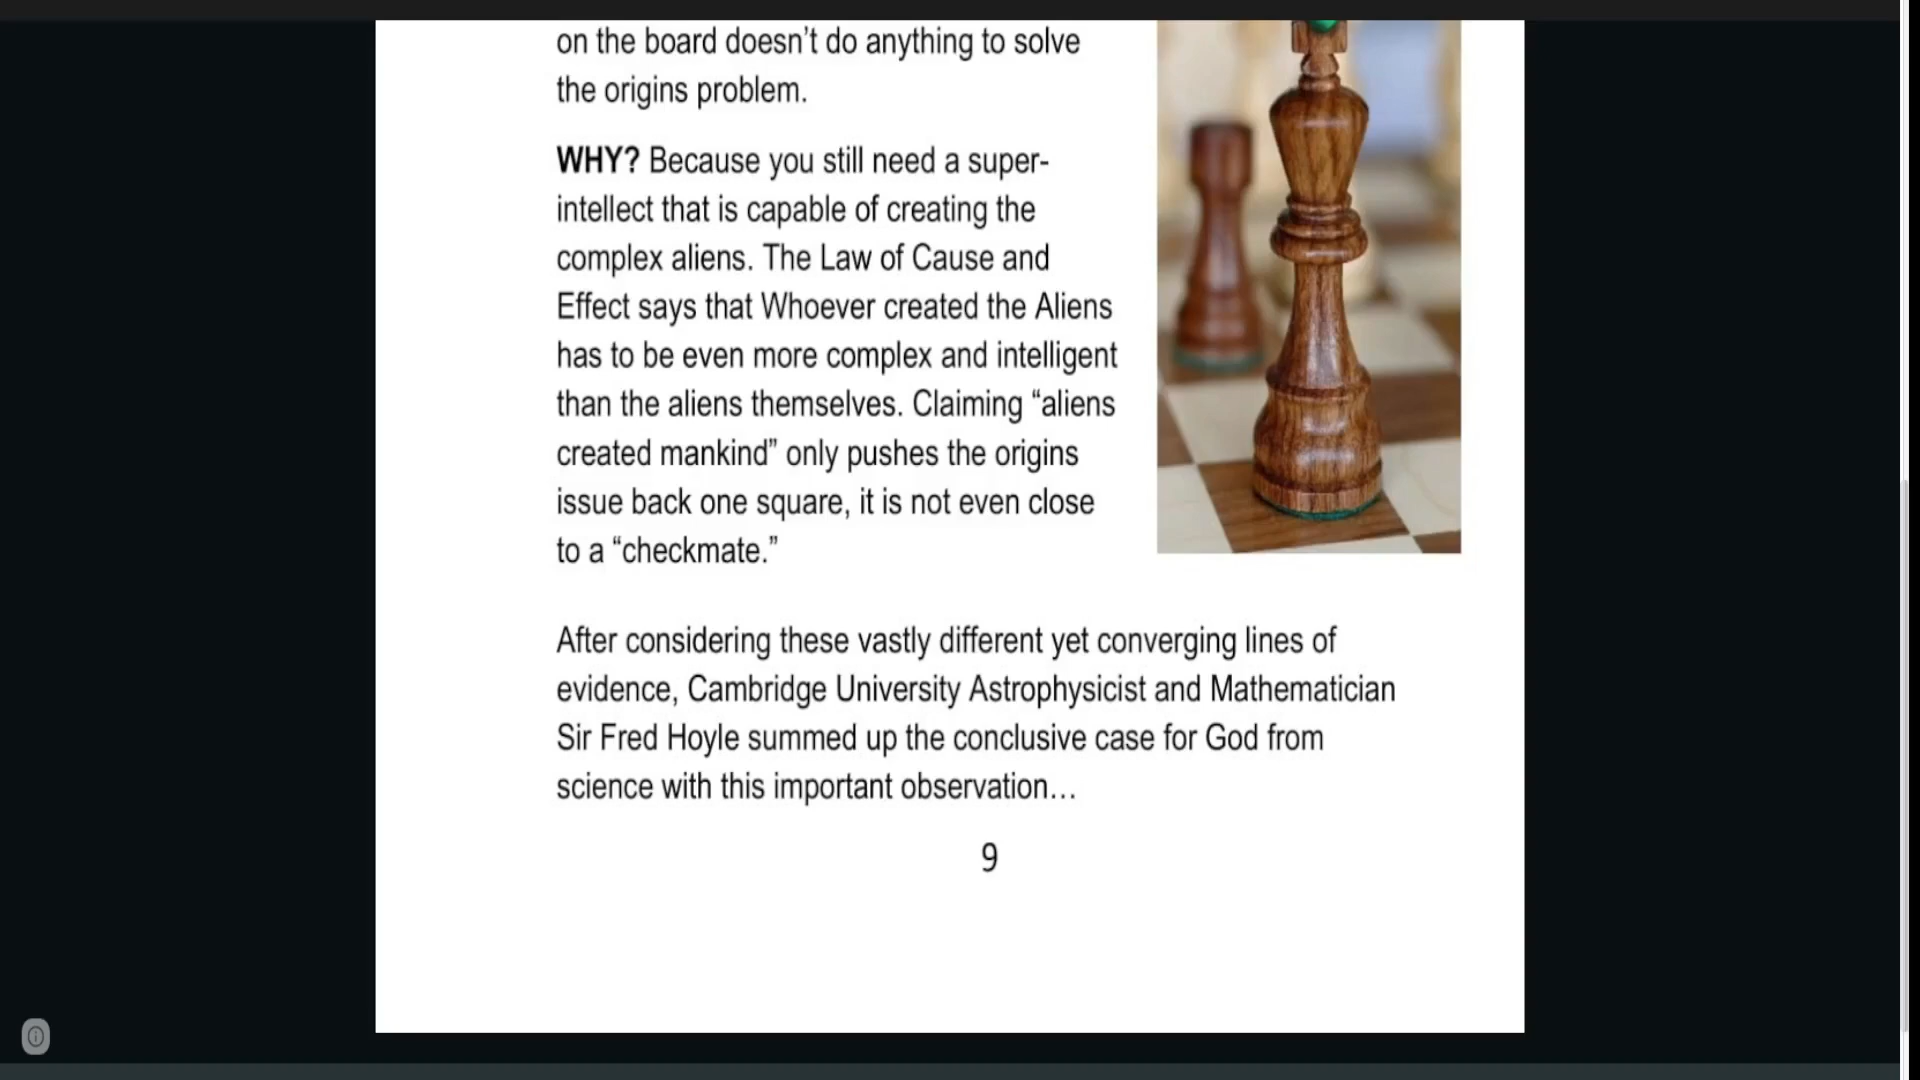 on the board doesn’t do anything to solve
the origins problem.
WHY? Because you still need a super-
intellect that is capable of creating the
complex aliens. The Law of Cause and
Effect says that Whoever created the Aliens
has to be even more complex and intelligent
than the aliens themselves. Claiming “aliens
created mankind” only pushes the origins
issue back one square, it is not even close
to a “checkmate.”
After considering these vastly different yet converging lines of
evidence, Cambridge University Astrophysicist and Mathematician
Sir Fred Hoyle summed up the conclusive case for God from
science with this important observation…
9